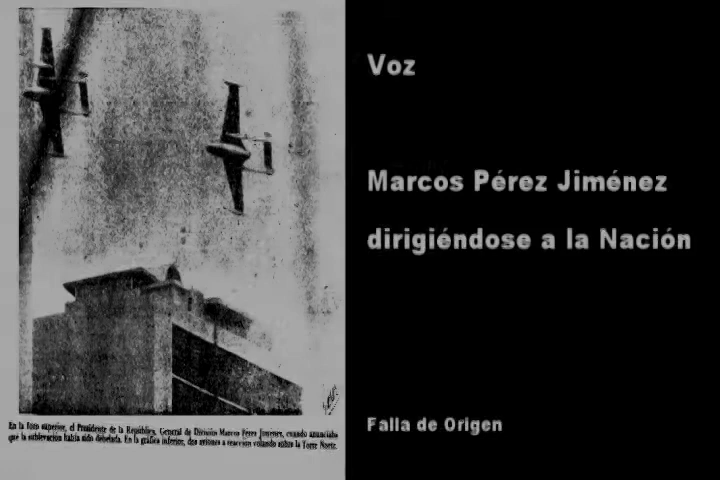 En la foto superior, el Presidente de la República, General de División Marcos Pérez Jiménez, cuando anunciaba
que la sublevación había sido debelada. En la gráfica inferior, dos aviones a reacción volando sobre la Torre Norte.
Voz
Marcos Pérez Jiménez
dirigiéndose a la Nación
Falla de Origen